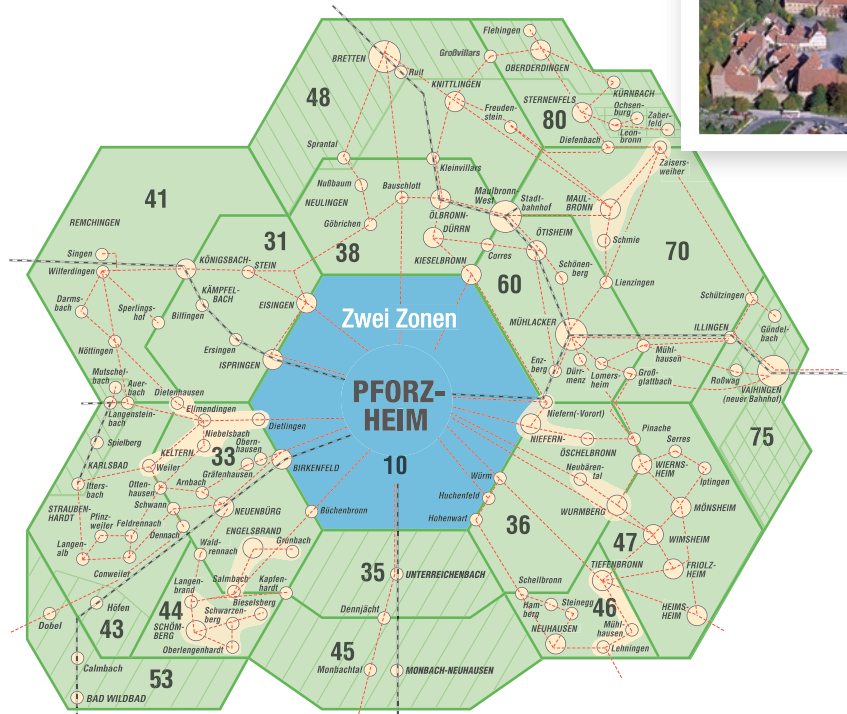 Flehingen
Großvillars
OBERDERDINGEN
BRETTEN
Ruit
KNITTLINGEN
KÜRNBACH
48
STERNENFELS
Ochsen-
burg
Zaber-
feld
Freuden-
stein
80
Leon-
bronn
Diefenbach
Sprantal
Kleinvillars
Zaisers-
weiher
41
Nußbaum
Bauschlott
Maulbronn-
West
Stadt-
bahnhof
MAUL-
BRONN
NEULINGEN
ÖLBRONN-
DÜRRN
REMCHINGEN
Göbrichen
ÖTISHEIM
Schmie
70
31
38
Corres
Singen
KÖNIGSBACH-
STEIN
KIESELBRONN
60
Schönen-
berg
Wilferdingen
Lienzingen
KÄMPFEL-
BACH
EISINGEN
Schützingen
Darms-
bach
Sperlings-
hof
Bilfingen
Zwei Zonen
MÜHLACKER
ILLINGEN
Gündel-
bach
Nöttingen
Ersingen
ISPRINGEN
Enz-
berg
Dürr-
menz
Lomers-
heim
Mühl-
hausen
Groß-
glattbach
Roßwag
VAIHINGEN
(neuer Bahnhof)
Mutschel-
bach
Auer-
bach
Dietenhausen
PFORZ-
HEIM
10
Langenstein-
bach
Ellmendingen
Dietlingen
Niefern(-Vorort)
NIEFERN-
ÖSCHELBRONN
Pinache
75
Spielberg
Niebelsbach
Obern-
hausen
KELTERN
33
Serres
KARLSBAD
Weiler
Gräfenhausen
BIRKENFELD
WIERNS-
HEIM
Iptingen
Itters-
bach
Otten-
hausen
Arnbach
Würm
Neubären-
tal
Huchenfeld
STRAUBEN-
HARDT
Schwann
NEUENBÜRG
Büchenbronn
Hohenwart
WURMBERG
MÖNSHEIM
Pfinz-
weiler
Feldrennach
Dennach
ENGELSBRAND
36
47
WIMSHEIM
Langen-
alb
Wald-
rennach
Grunbach
Conweiler
35
UNTERREICHENBACH
TIEFENBRONN
FRIOLZ-
HEIM
Langen-
brand
Salmbach
Kapfen-
hardt
Schellbronn
Höfen
44
Schwarzen-
berg
Bieselsberg
Ham-
berg
Steinegg
46
HEIMS-
HEIM
Dobel
43
SCHÖM-
BERG
Dennjächt
NEUHAUSEN
Mühl-
hausen
Oberlengenhardt
45
Lehningen
Calmbach
53
Monbachtal
MONBACH-NEUHAUSEN
BAD WILDBAD